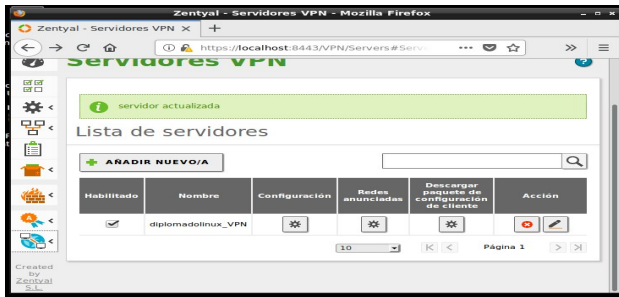 Zentyal - Servidores VPN - Mozilla Firefox
Zentyal - Servidores VPN
https://localhost:8443/VPN/Servers#Serv
Servidores VPN
servidor actualizada
Lista de servidores
AÑADIR NUEVO/A
Habilitado Nombre Configuración Redes anunciadas Descargar paquete de configuración de cliente Acción
diplomadolinux_VPN
10 Página 1
Created
by
Zentyal
S.L.